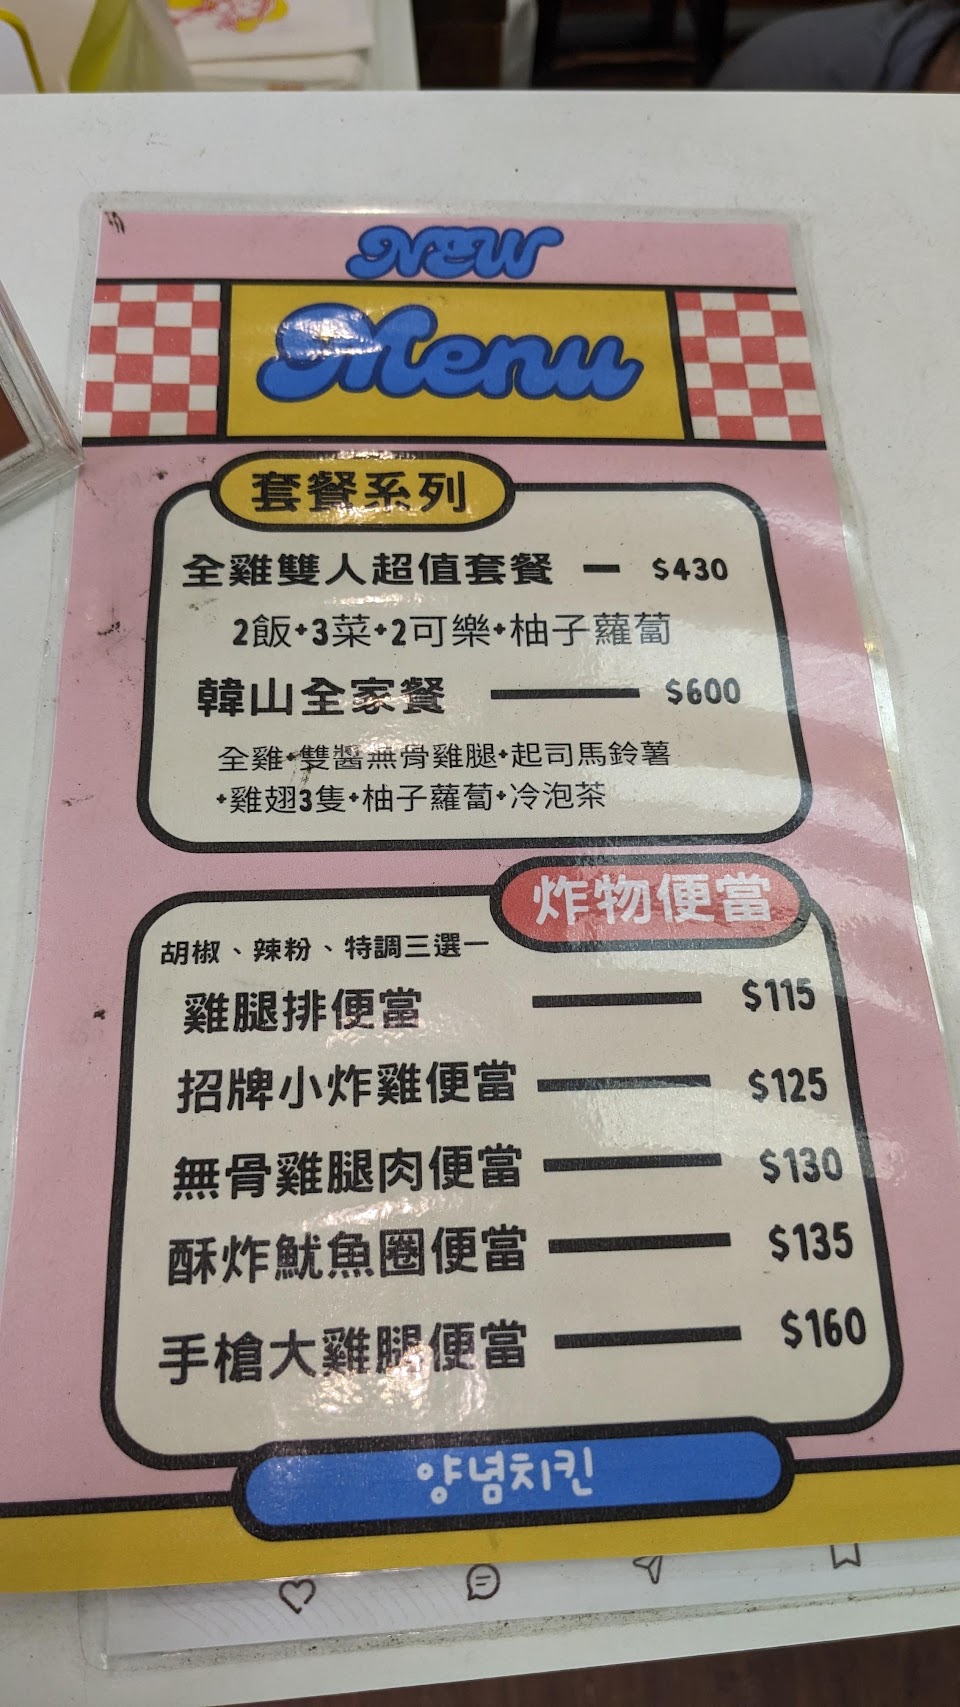 NEW
Menu
套餐系列
全雞雙人超值套餐 — $430
2飯+3菜+2可樂+柚子蘿蔔
韓山全家餐 — $600
全雞+雙醬無骨雞腿+起司馬鈴薯
+雞翅3隻+柚子蘿蔔+冷泡茶
炸物便當
胡椒、辣粉、特調三選一
雞腿排便當 — $115
招牌小炸雞便當 — $125
無骨雞腿肉便當 — $130
酥炸魷魚圈便當 — $135
手槍大雞腿便當 — $160
양념치킨